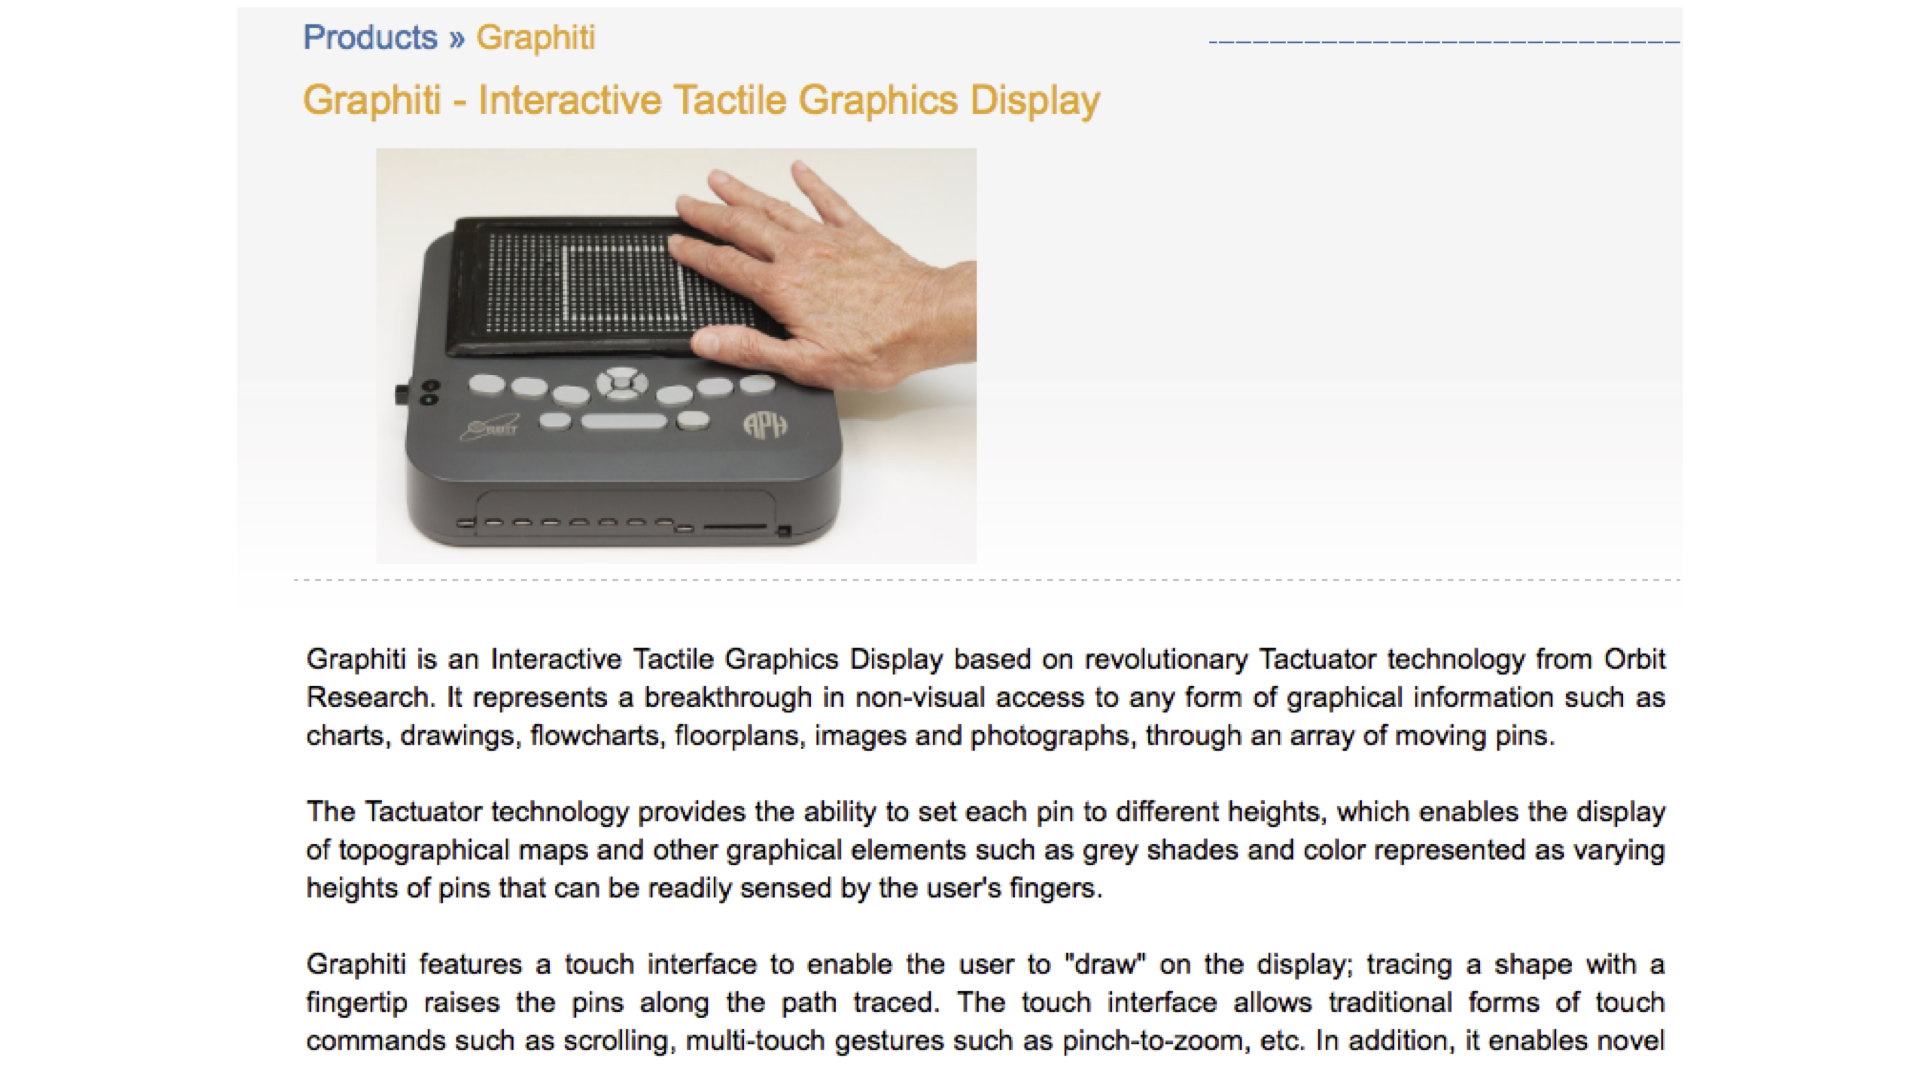 Products » Graphiti
Graphiti - Interactive Tactile Graphics Display
ORBIT
APH
Graphiti is an Interactive Tactile Graphics Display based on revolutionary Tactuator technology from Orbit
Research. It represents a breakthrough in non-visual access to any form of graphical information such as
charts, drawings, flowcharts, floorplans, images and photographs, through an array of moving pins.
The Tactuator technology provides the ability to set each pin to different heights, which enables the display
of topographical maps and other graphical elements such as grey shades and color represented as varying
heights of pins that can be readily sensed by the user's fingers.
Graphiti features a touch interface to enable the user to "draw" on the display; tracing a shape with a
fingertip raises the pins along the path traced. The touch interface allows traditional forms of touch
commands such as scrolling, multi-touch gestures such as pinch-to-zoom, etc. In addition, it enables novel